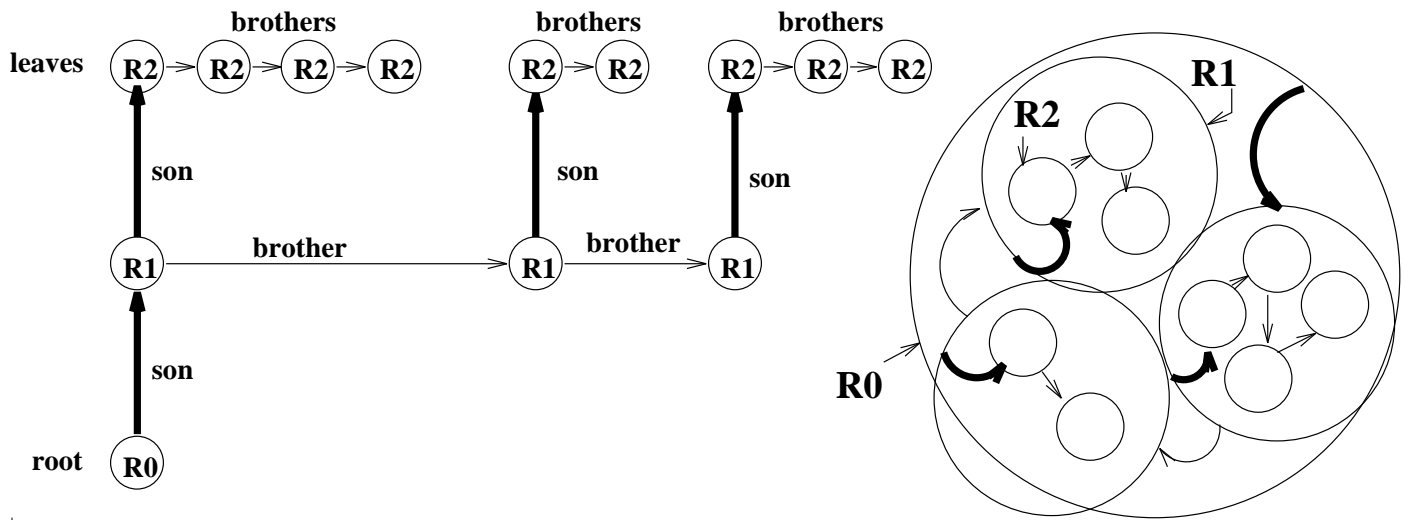 brothers brothers brothers
leaves R2 R2 R2 R2 R2 R2 R2 R2 R2
R1
R2
son son son
brother brother
R1 R1 R1
son
R0
root R0